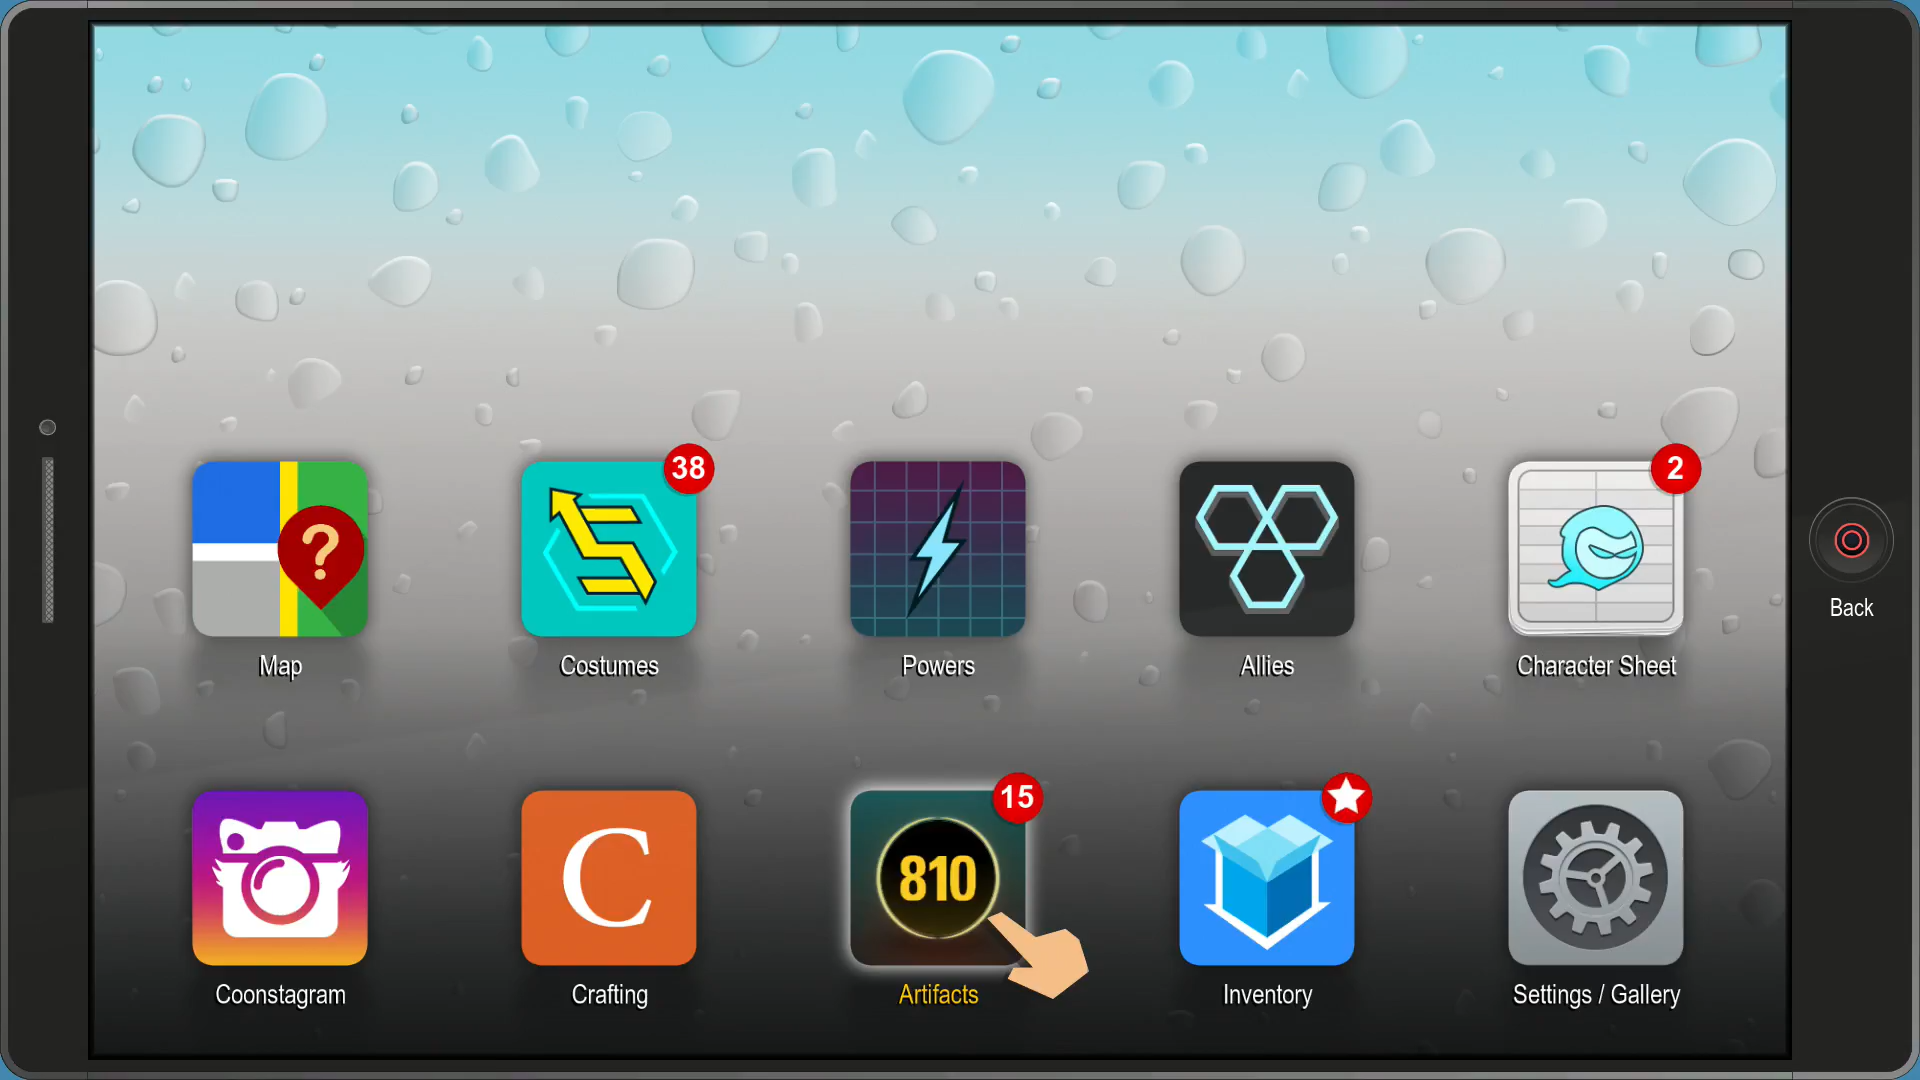 38
2
?
Back
Map
Costumes
Powers
Allies
Character Sheet
15
C
810
Coonstagram
Crafting
Artifacts
Inventory
Settings / Gallery